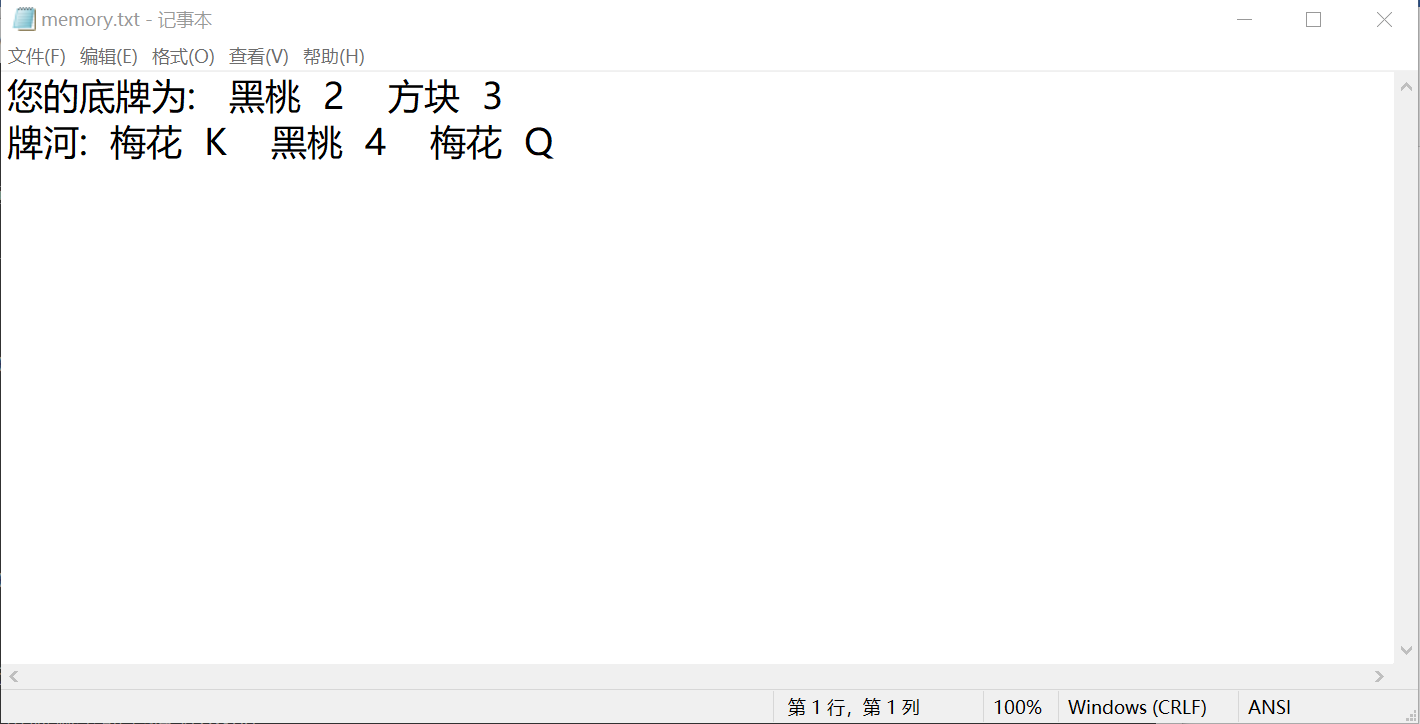 memory.txt - 记事本
文件(F) 编辑(E) 格式(O) 查看(V) 帮助(H)
您的底牌为: 黑桃 2 方块 3
牌河: 梅花 K 黑桃 4 梅花 Q
第 1 行，第 1 列 100% Windows (CRLF) ANSI